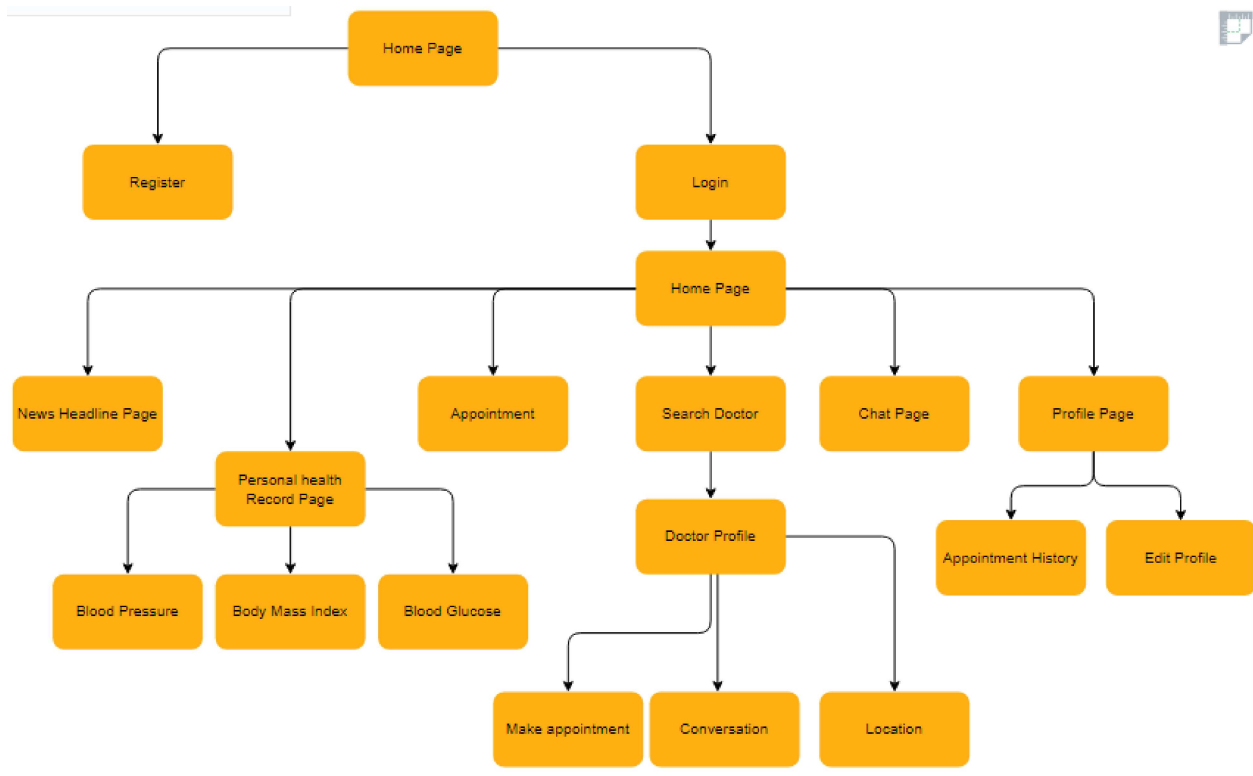 Home Page
Register
Login
Home Page
News Headline Page
Appointment
Search Doctor
Chat Page
Profile Page
Personal health
Record Page
Doctor Profile
Appointment History
Edit Profile
Blood Pressure
Body Mass Index
Blood Glucose
Make appointment
Conversation
Location